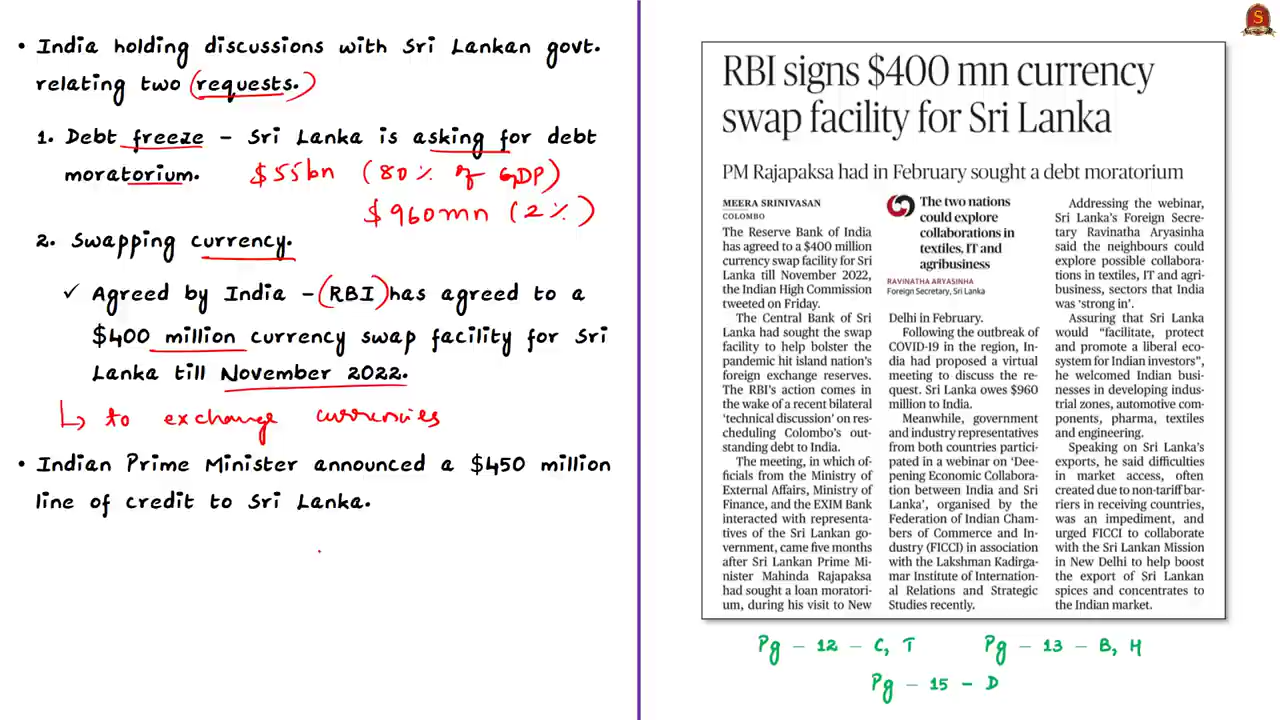 • India holding discussions with Sri Lankan govt.
relating two (requests.)
1. Debt freeze – Sri Lanka is asking for debt
moratorium. $55bn (80% of GDP)
$960mn (2%)
2. Swapping currency.
✓ Agreed by India – (RBI) has agreed to a
$400 million currency swap facility for Sri
Lanka till November 2022.
↳ to exchange currencies
• Indian Prime Minister announced a $450 million
line of credit to Sri Lanka.
S
RBI signs $400 mn currency
swap facility for Sri Lanka
PM Rajapaksa had in February sought a debt moratorium
MEERA SRINIVASAN
COLOMBO
The Reserve Bank of India
has agreed to a $400 million
currency swap facility for Sri
Lanka till November 2022,
the Indian High Commission
tweeted on Friday.
The Central Bank of Sri
Lanka had sought the swap
facility to help bolster the
pandemic hit island nation's
foreign exchange reserves.
The RBI's action comes in
the wake of a recent bilateral
'technical discussion' on re-
scheduling Colombo's out-
standing debt to India.
The meeting, in which of-
ficials from the Ministry of
External Affairs, Ministry of
Finance, and the EXIM Bank
interacted with representa-
tives of the Sri Lankan go-
vernment, came five months
after Sri Lankan Prime Mi-
nister Mahinda Rajapaksa
had sought a loan moratori-
um, during his visit to New
The two nations
could explore
collaborations in
textiles, IT and
agribusiness
RAVINATHA ARYASINHA
Foreign Secretary, Sri Lanka
Delhi in February.
Following the outbreak of
COVID-19 in the region, In-
dia had proposed a virtual
meeting to discuss the re-
quest. Sri Lanka owes $960
million to India.
Meanwhile, government
and industry representatives
from both countries partici-
pated in a webinar on 'Dee-
pening Economic Collabora-
tion between India and Sri
Lanka', organised by the
Federation of Indian Cham-
bers of Commerce and In-
dustry (FICCI) in association
with the Lakshman Kadirga-
mar Institute of Internation-
al Relations and Strategic
Studies recently.
Addressing the webinar,
Sri Lanka's Foreign Secre-
tary Ravinatha Aryasinha
said the neighbours could
explore possible collabora-
tions in textiles, IT and agri-
business, sectors that India
was 'strong in'.
Assuring that Sri Lanka
would "facilitate, protect
and promote a liberal eco-
system for Indian investors",
he welcomed Indian busi-
nesses in developing indus-
trial zones, automotive com-
ponents, pharma, textiles
and engineering.
Speaking on Sri Lanka's
exports, he said difficulties
in market access, often
created due to non-tariff bar-
riers in receiving countries,
was an impediment, and
urged FICCI to collaborate
with the Sri Lankan Mission
in New Delhi to help boost
the export of Sri Lankan
spices and concentrates to
the Indian market.
Pg – 12 – C, T Pg – 13 – B, H
Pg – 15 – D